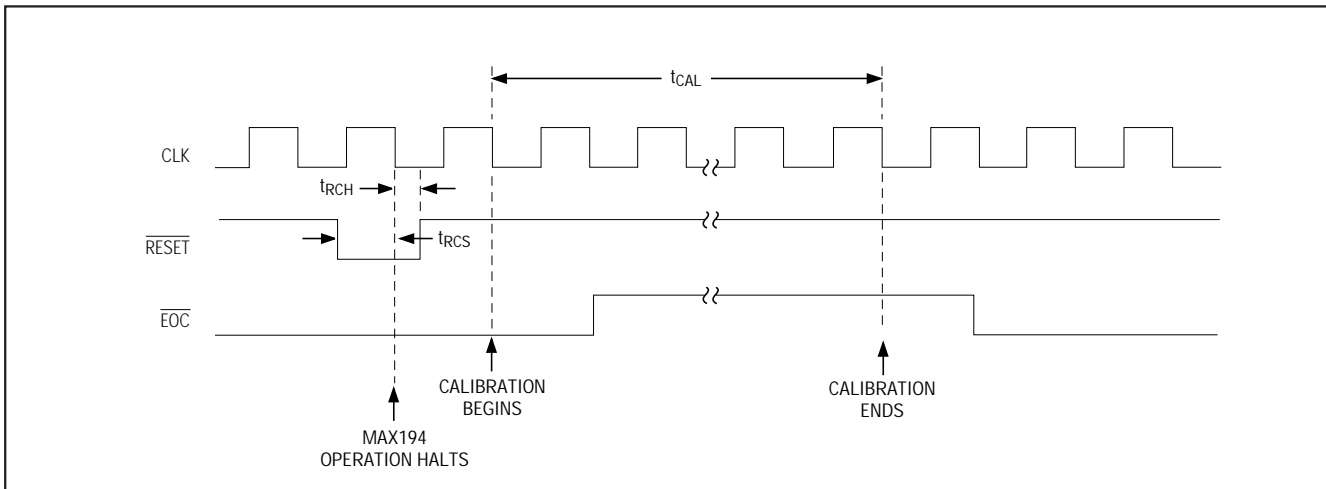 tCAL
CLK
tRCH
RESET
tRCS
EOC
CALIBRATION
BEGINS
CALIBRATION
ENDS
MAX194
OPERATION HALTS